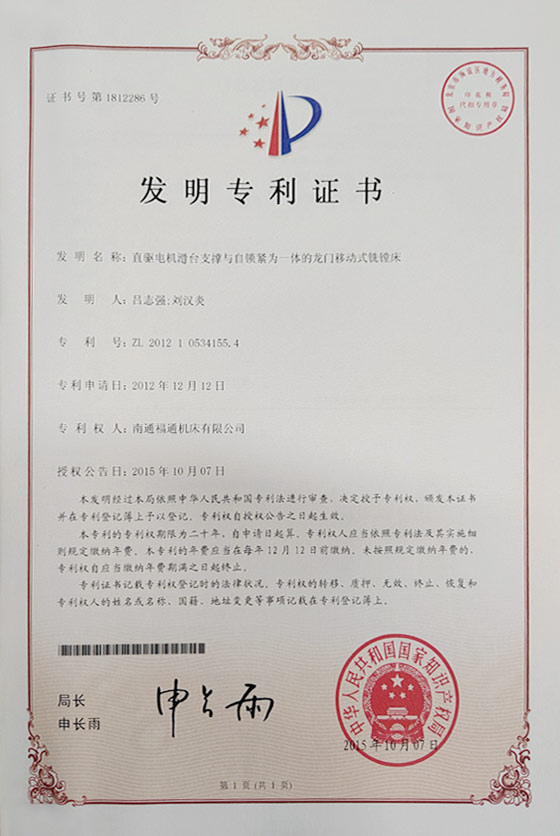 证书号第1812286号
印花税
代扣专用章
发明专利证书
发明名称：直驱电机滑台支撑与自锁紧为一体的龙门移动式铣镗床
发明人：吕志强;刘汉炎
专利号：ZL 2012 1 0534155.4
专利申请日：2012年12月12日
专利权人：南通福通机床有限公司
授权公告日：2015年10月07日
本发明经过本局依照中华人民共和国专利法进行审查，决定授予专利权，颁发本证书
并在专利登记簿上予以登记。专利权自授权公告之日起生效。
本专利的专利权期限为二十年，自申请日起算。专利权人应当依照专利法及其实施细
则规定缴纳年费。本专利的年费应当在每年12月12日前缴纳。未按照规定缴纳年费的，
专利权自应当缴纳年费期满之日起终止。
专利证书记载专利权登记时的法律状况。专利权的转移、质押、无效、终止、恢复和
专利权人的姓名或名称、国籍、地址变更等事项记载在专利登记簿上。
局长
申长雨
申长雨
中华人民共和国国家知识产权局
2015年10月07日
第1页(共1页)